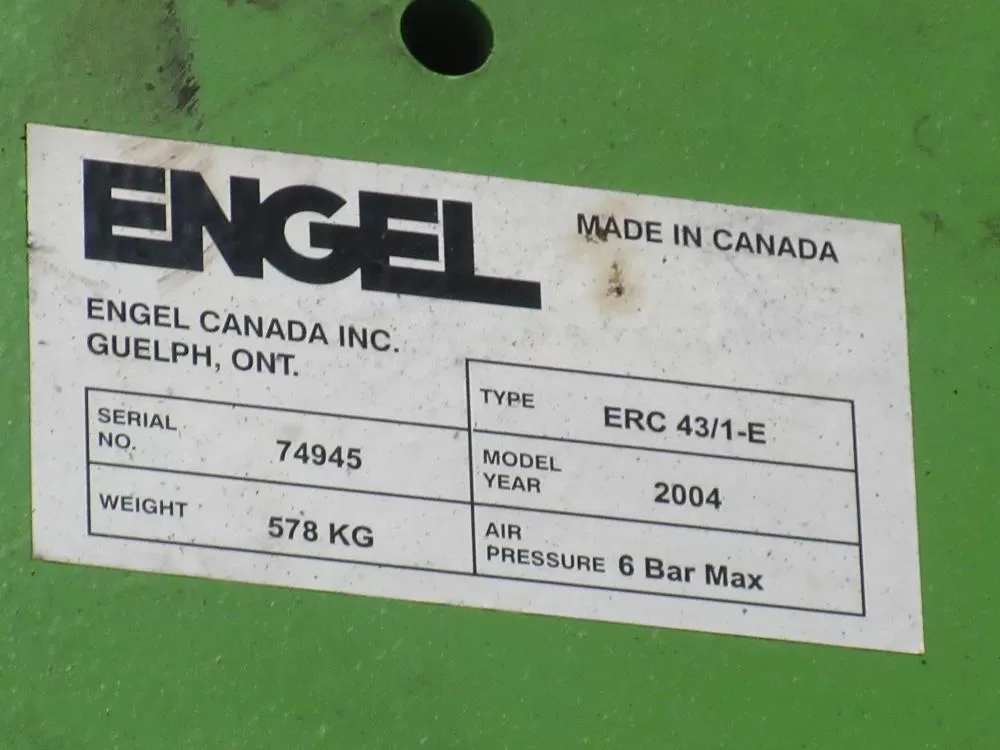 ENGEL
MADE IN CANADA
ENGEL CANADA INC.
GUELPH, ONT.
TYPE ERC 43/1-E
SERIAL
NO. 74945
MODEL
YEAR 2004
WEIGHT 578 KG
AIR
PRESSURE 6 Bar Max